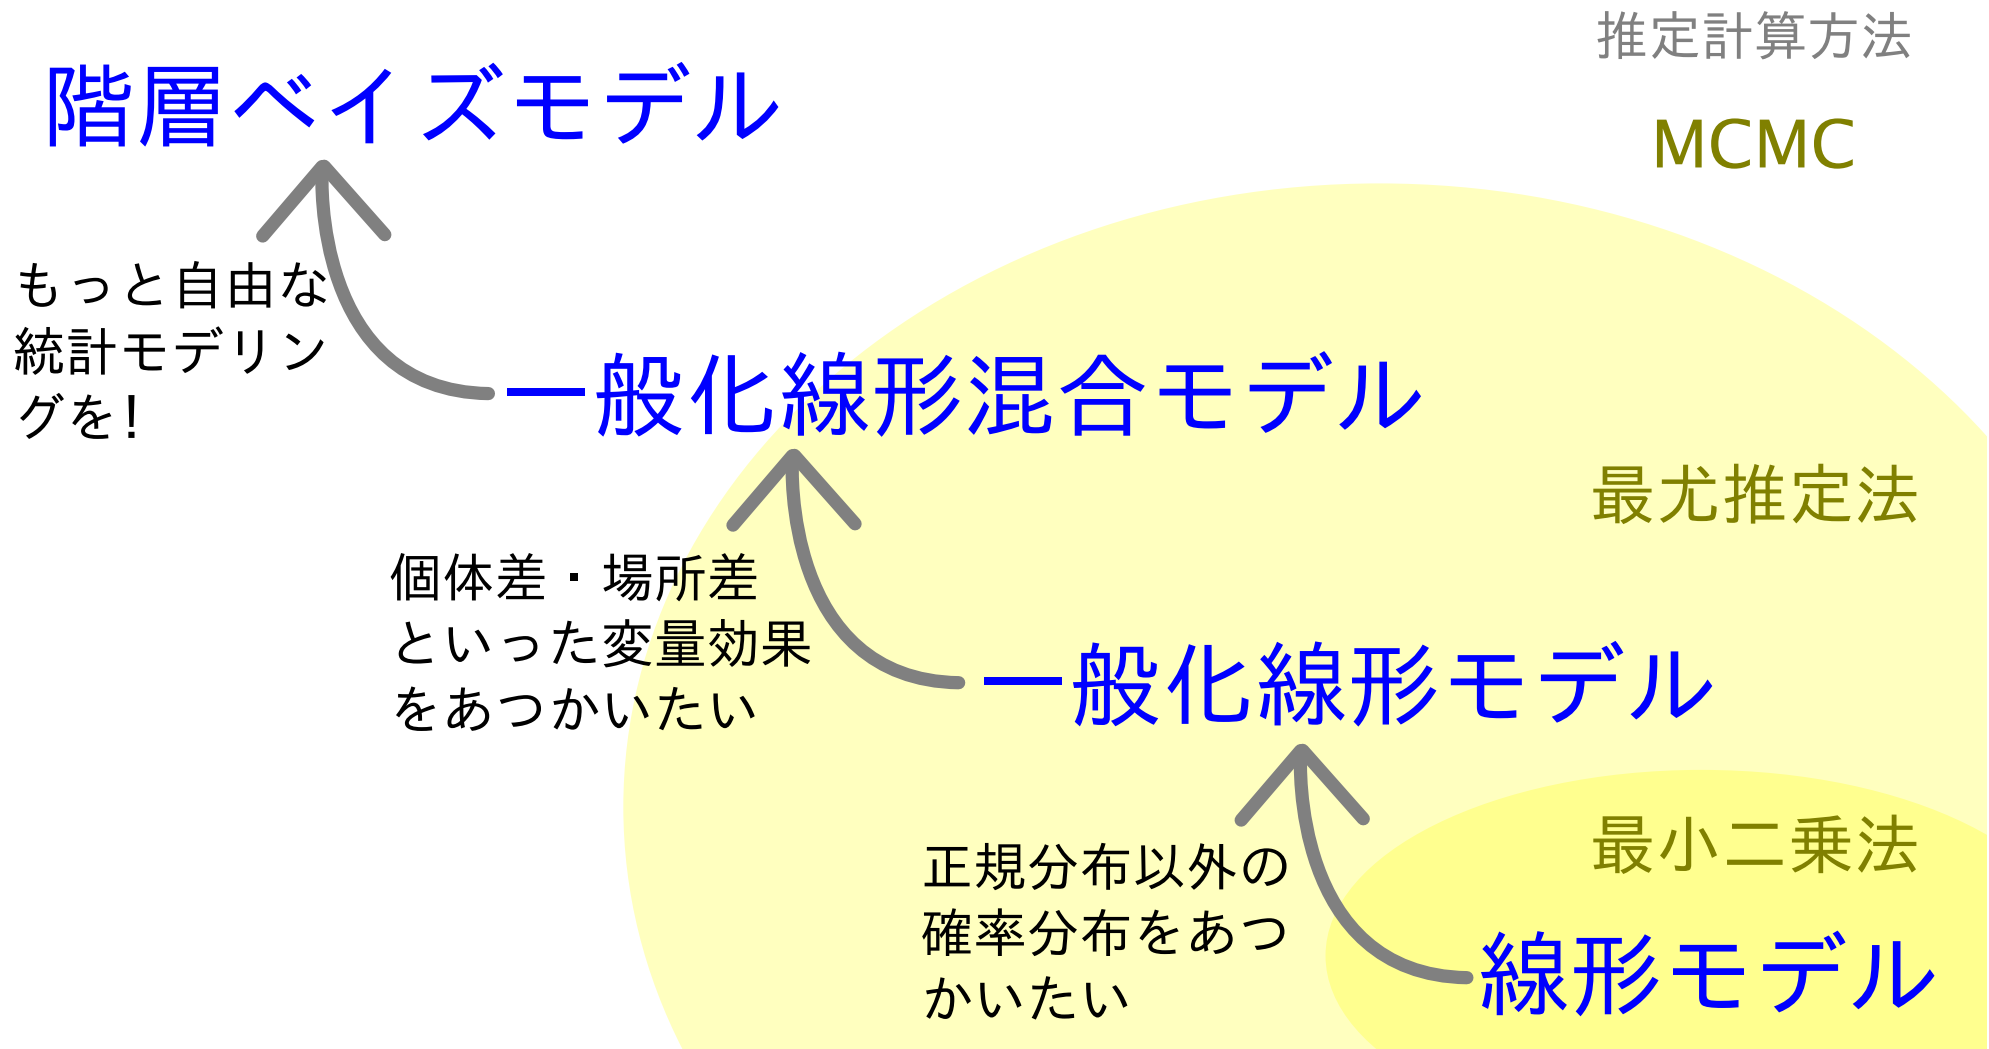 推定計算方法
階層ベイズモデル
MCMC
もっと自由な
統計モデリン
グを!
一般化線形混合モデル
最尤推定法
個体差・場所差
といった変量効果
をあつかいたい
一般化線形モデル
最小二乗法
正規分布以外の
確率分布をあつ
かいたい
線形モデル